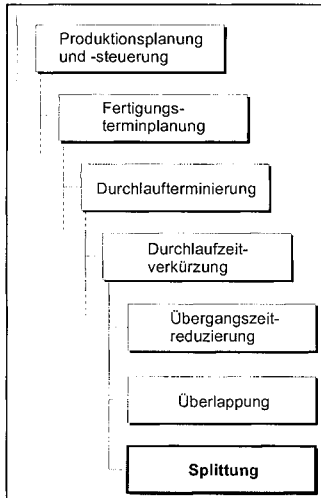 Produktionsplanung
und -steuerung
Fertigungs-
terminplanung
Durchlaufterminierung
Durchlaufzeit-
verkürzung
Übergangszeit-
reduzierung
Überlappung
Splittung